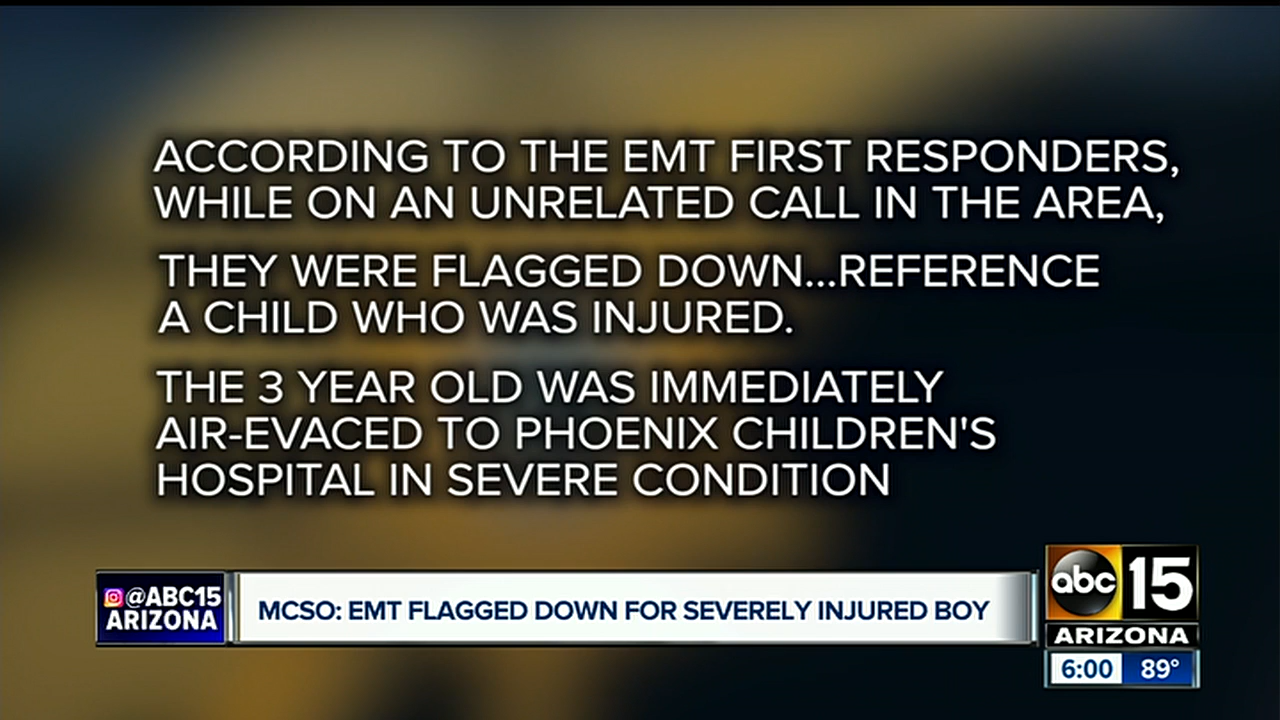 ACCORDING TO THE EMT FIRST RESPONDERS,
WHILE ON AN UNRELATED CALL IN THE AREA,
THEY WERE FLAGGED DOWN...REFERENCE
A CHILD WHO WAS INJURED.
THE 3 YEAR OLD WAS IMMEDIATELY
AIR-EVACED TO PHOENIX CHILDREN'S
HOSPITAL IN SEVERE CONDITION
@ABC15
ARIZONA
MCSO: EMT FLAGGED DOWN FOR SEVERELY INJURED BOY
abc 15
ARIZONA
6:00 89°